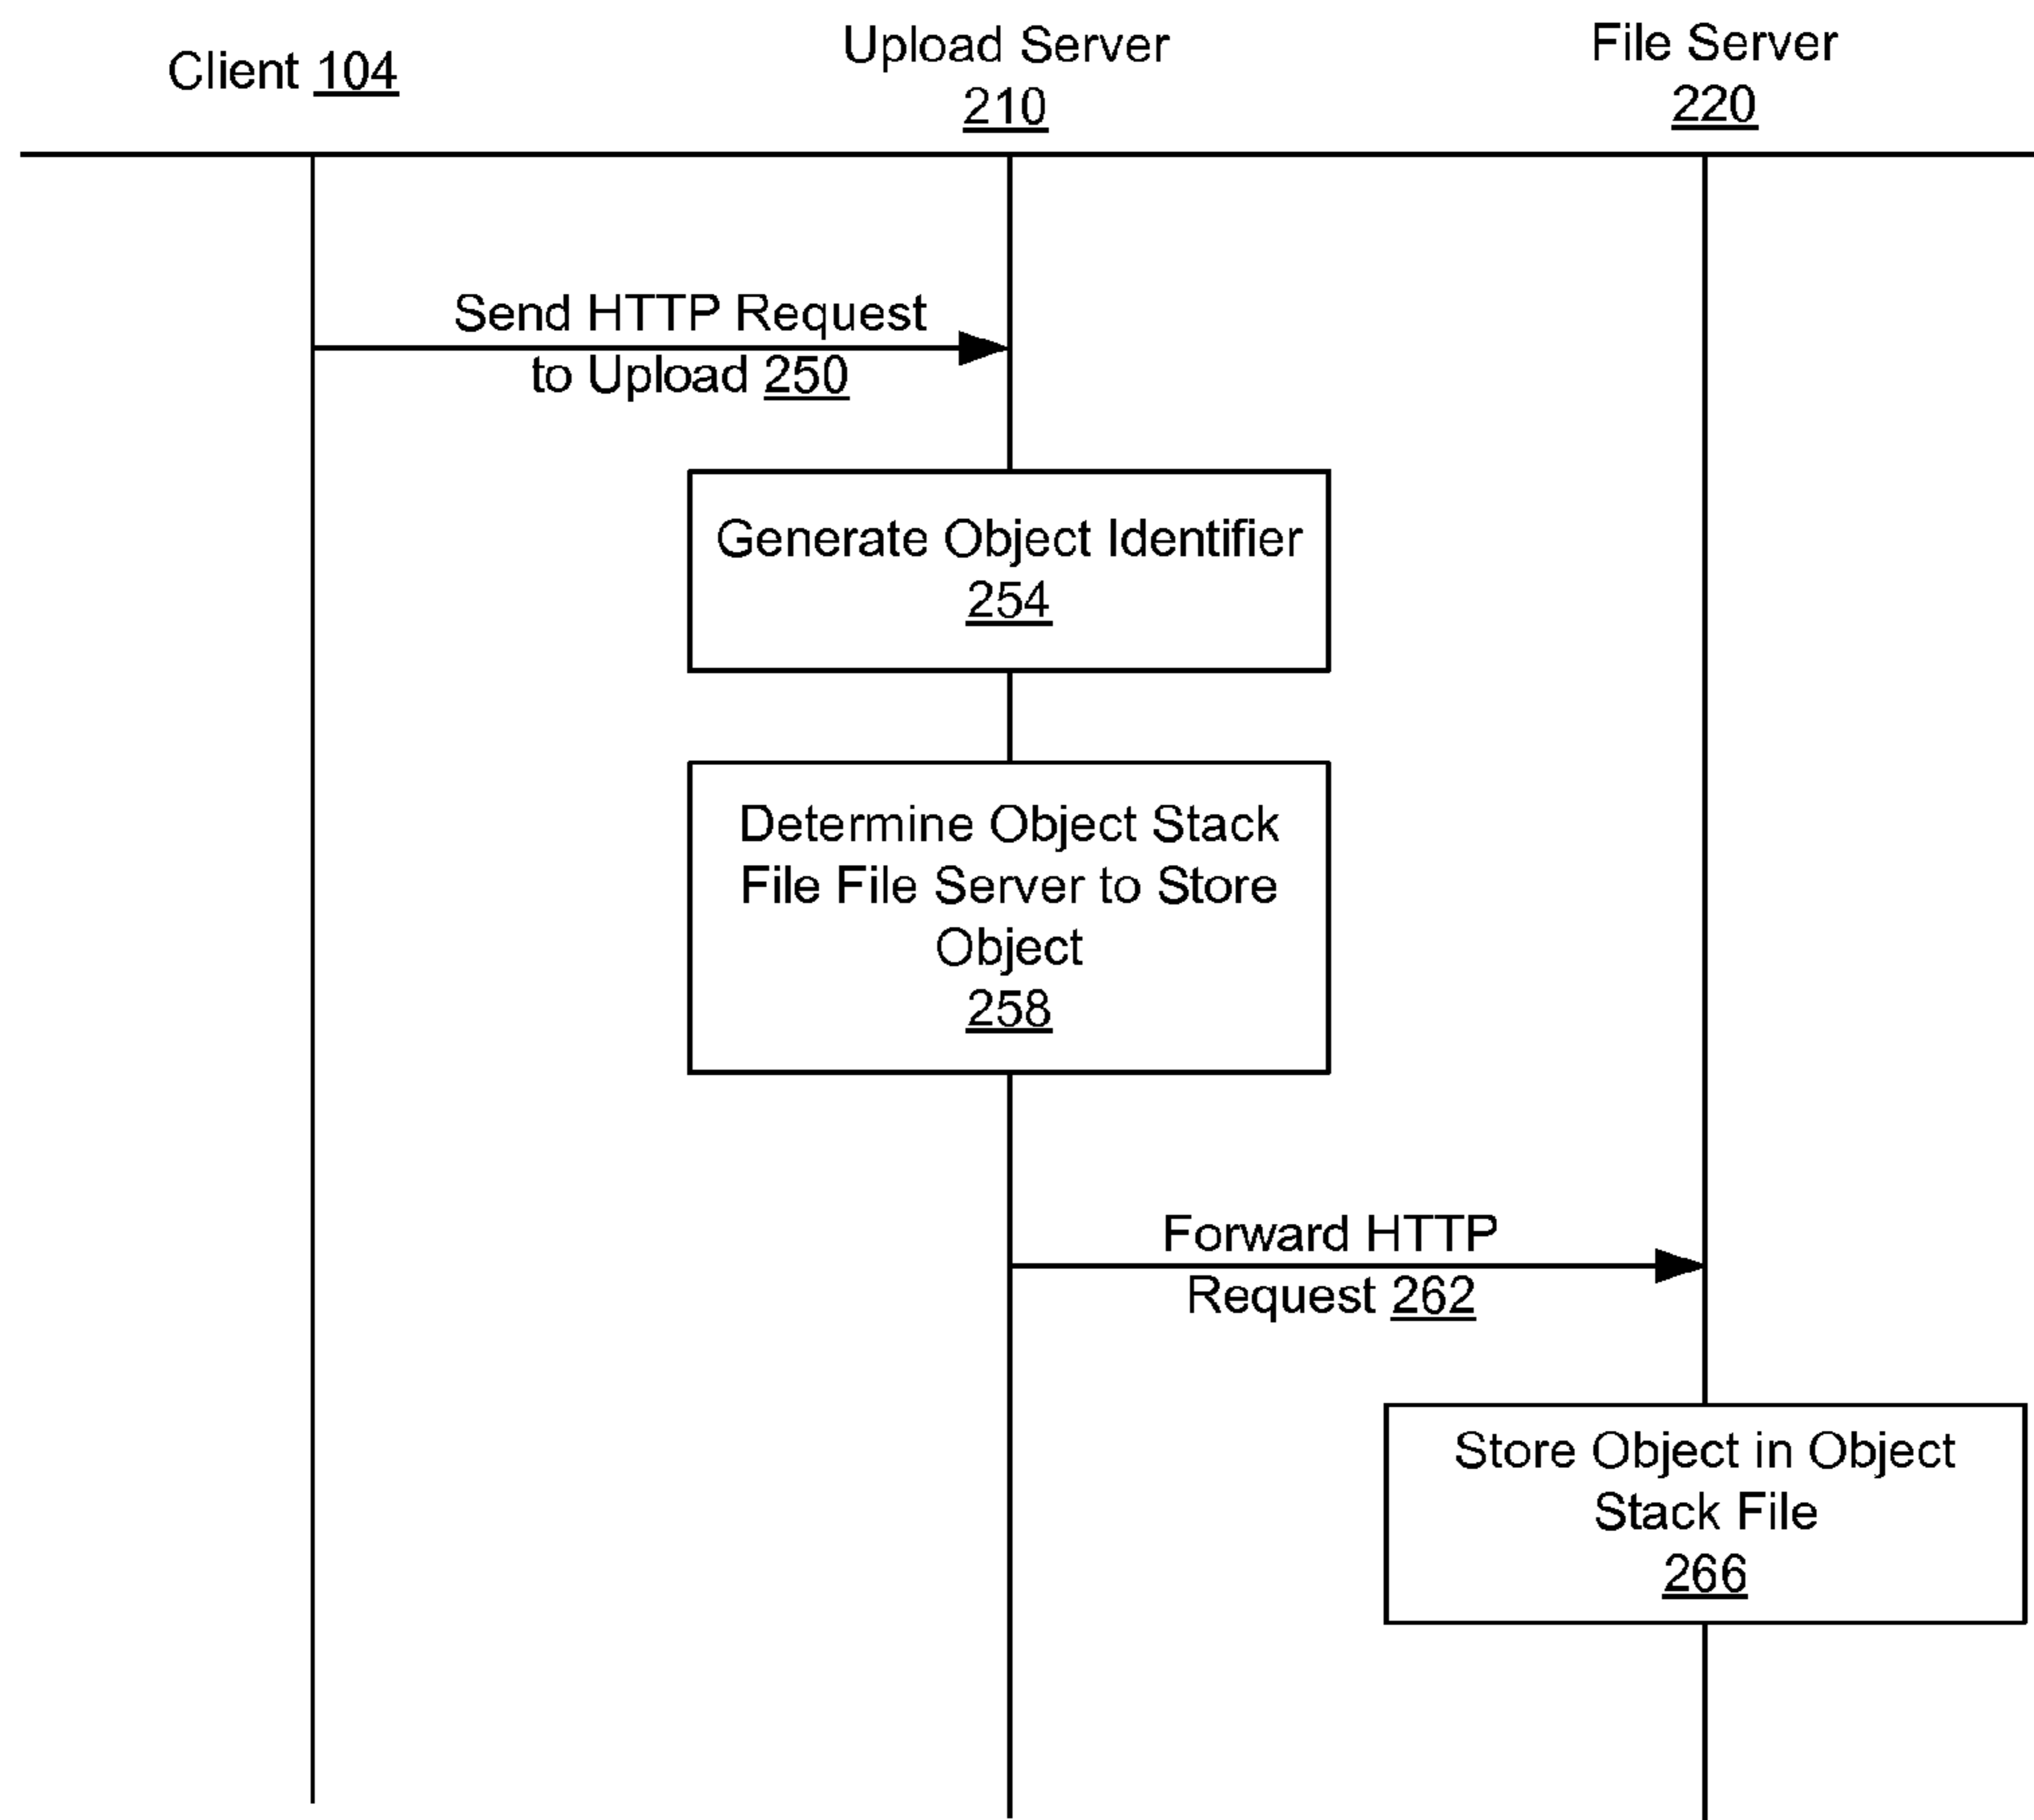 Client 104
Upload Server
210
File Server
220
Send HTTP Request
to Upload 250
Generate Object Identifier
254
Determine Object Stack
File File Server to Store
Object
258
Forward HTTP
Request 262
Store Object in Object
Stack File
266